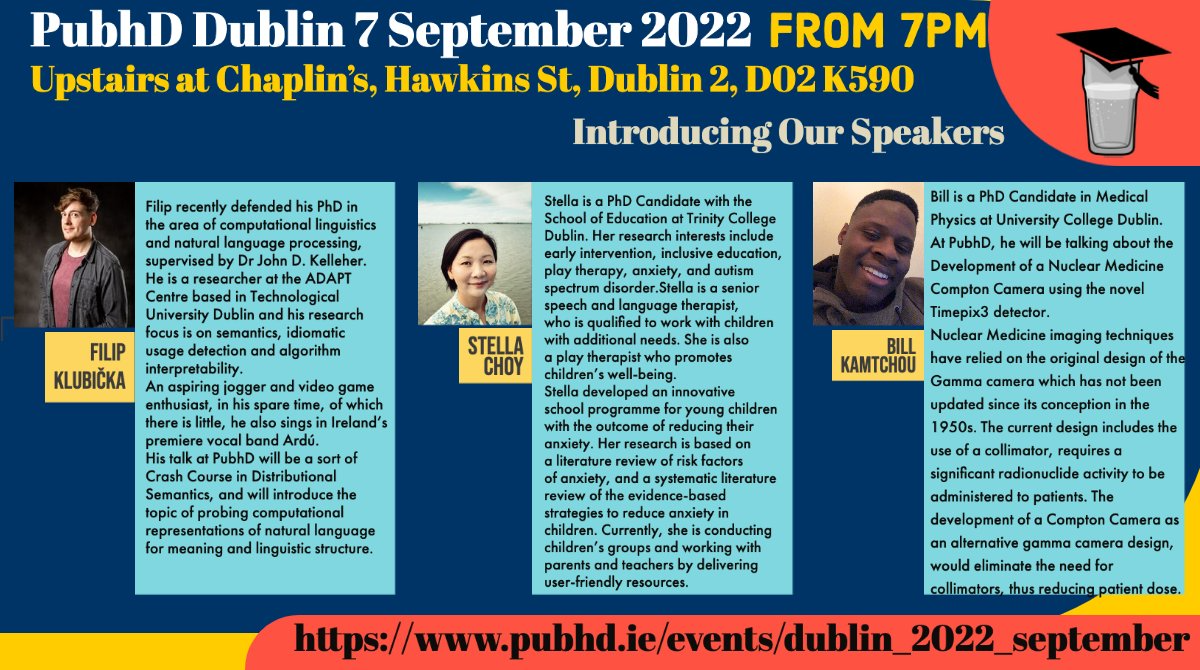 PubhD Dublin 7 September 2022 FROM 7PM
Upstairs at Chaplin's, Hawkins St, Dublin 2, D02 K590
Introducing Our Speakers
Filip recently defended his PhD in
the area of computational linguistics
and natural language processing,
supervised by Dr John D. Kelleher.
He is a researcher at the ADAPT
Centre based in Technological
University Dublin and his research
focus is on semantics, idiomatic
usage detection and algorithm
interpretability.
An aspiring jogger and video game
enthusiast, in his spare time, of which
there is little, he also sings in Ireland's
premiere vocal band Ardú.
His talk at PubhD will be a sort of
Crash Course in Distributional
Semantics, and will introduce the
topic of probing computational
representations of natural language
for meaning and linguistic structure.
FILIP
KLUBIČKA
Stella is a PhD Candidate with the
School of Education at Trinity College
Dublin. Her research interests include
early intervention, inclusive education,
play therapy, anxiety, and autism
spectrum disorder.Stella is a senior
speech and language therapist,
who is qualified to work with children
with additional needs. She is also
a play therapist who promotes
children's well-being.
Stella developed an innovative
school programme for young children
with the outcome of reducing their
anxiety. Her research is based on
a literature review of risk factors
of anxiety, and a systematic literature
review of the evidence-based
strategies to reduce anxiety in
children. Currently, she is conducting
children's groups and working with
parents and teachers by delivering
user-friendly resources.
STELLA
CHOY
Bill is a PhD Candidate in Medical
Physics at University College Dublin.
At PubhD, he will be talking about the
Development of a Nuclear Medicine
Compton Camera using the novel
Timepix3 detector.
Nuclear Medicine imaging techniques
have relied on the original design of the
Gamma camera which has not been
updated since its conception in the
1950s. The current design includes the
use of a collimator, requires a
significant radionuclide activity to be
administered to patients. The
development of a Compton Camera as
an alternative gamma camera design,
would eliminate the need for
collimators, thus reducing patient dose.
BILL
KAMTCHOU
https://www.pubhd.ie/events/dublin_2022_september